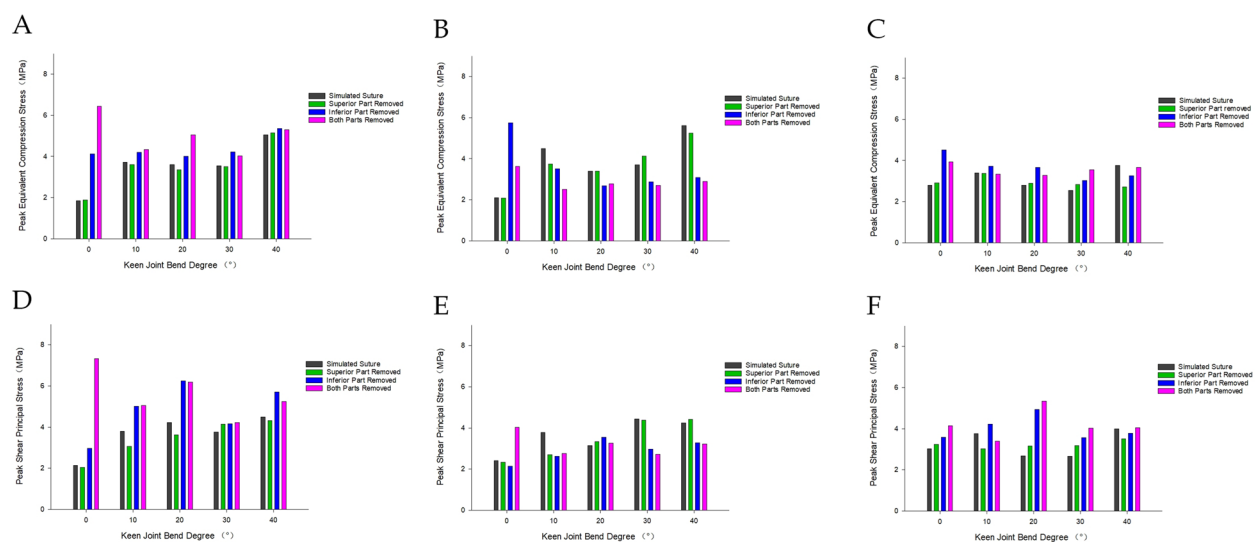 A
Peak Equivalent Compression Stress（MPa）
8
6
4
2
0
0 10 20 30 40
Keen Joint Bend Degree （°）
Simulated Suture
Superior Part Removed
Inferior Part Removed
Both Parts Removed
B
Peak Equivalent Compression Stress（MPa）
8
6
4
2
0
0 10 20 30 40
Keen Joint Bend Degree （°）
Simulated Suture
Superior Part Removed
Inferior Part Removed
Both Parts Removed
C
Peak Equivalent Compression Stress（MPa)
8
6
4
2
0
0 10 20 30 40
Keen Joint Bend Degree （°）
Simulated Suture
Superior Part removed
Inferior Part Removed
Both Parts Removed
D
Peak Shear Principal Stress（MPa)
8
6
4
2
0
0 10 20 30 40
Keen Joint Bend Degree （°）
Simulated Suture
Superior Part Removed
Inferior Part Removed
Both Parts Removed
E
Peak Shear Principal Stress（MPa)
8
6
4
2
0
0 10 20 30 40
Keen Joint Bend Degree （°）
Simulated Suture
Superior Part Removed
Inferior Part Removed
Both Parts Removed
F
Peak Shear Principal Stress（MPa)
8
6
4
2
0
0 10 20 30 40
Keen Joint Bend Degree （°）
Simulated Suture
Superior Part Removed
Inferior Part Removed
Both Parts Removed